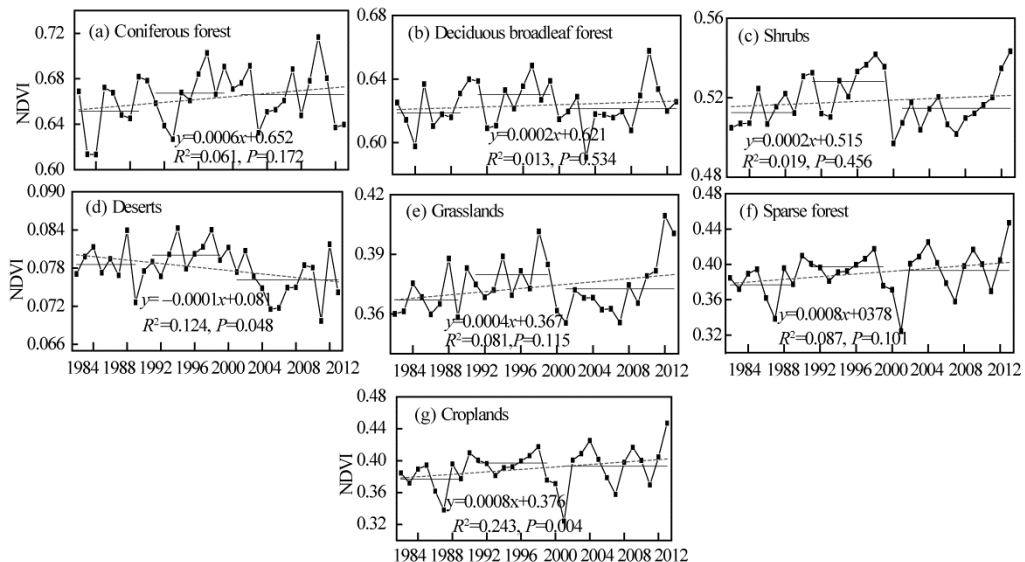 (a) Coniferous forest
0.72
0.68
0.64
0.60
NDVI
y=0.0006x+0.652
R²=0.061, P=0.172
(b) Deciduous broadleaf forest
0.66
0.64
0.62
0.60
y=0.0002x+0.621
R²=0.013, P=0.534
(c) Shrubs
0.56
0.52
0.48
y=0.0002x+0.515
R²=0.019, P=0.456
(d) Deserts
0.090
0.084
0.078
0.072
0.066
NDVI
y= −0.0001x+0.081
R²=0.124, P=0.048
1984 1988 1992 1996 2000 2004 2008 2012
(e) Grasslands
0.42
0.39
0.36
y=0.0004x+0.367
R²=0.081,P=0.115
1984 1988 1992 1996 2000 2004 2008 2012
(f) Sparse forest
0.44
0.40
0.36
0.32
y=0.0008x+0378
R²=0.087, P=0.101
1984 1988 1992 1996 2000 2004 2008 2012
(g) Croplands
0.44
0.40
0.36
0.32
NDVI
y=0.0008x+0.376
R²=0.243, P=0.004
1984 1988 1992 1996 2000 2004 2008 2012